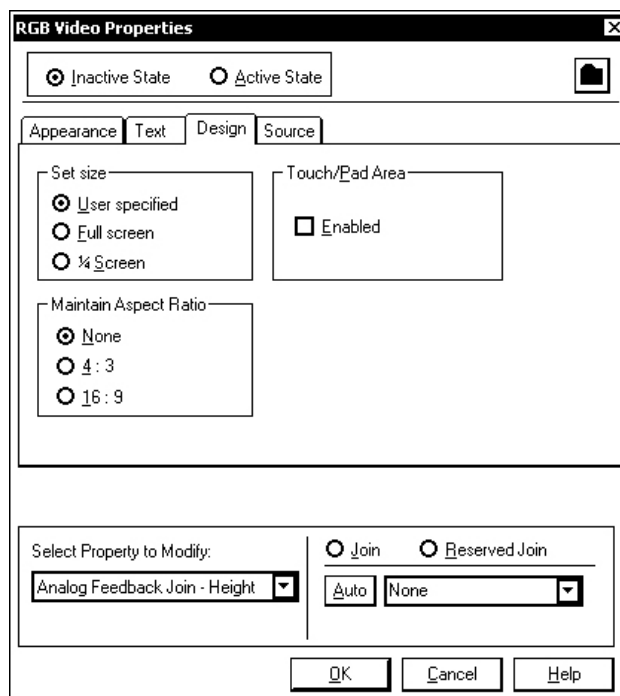 RGB Video Properties
Inactive State Active State
Appearance Text Design Source
Set size Touch/Pad Area
User specified Enabled
Full screen
¼ Screen
Maintain Aspect Ratio
None
4 : 3
16 : 9
Select Property to Modify: Join Reserved Join
Analog Feedback Join - Height Auto None
OK Cancel Help